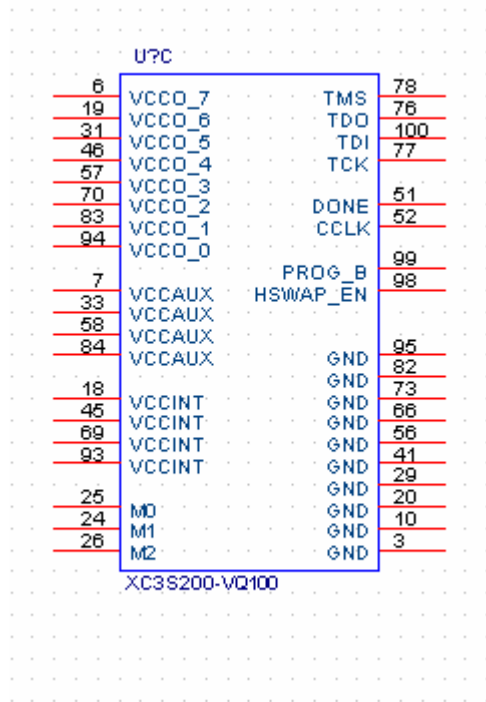 U?C
6 VCCO_7 TMS 78
19 VCCO_6 TDO 76
31 VCCO_5 TDI 100
46 VCCO_4 TCK 77
57 VCCO_3
70 VCCO_2 DONE 51
83 VCCO_1 CCLK 52
94 VCCO_0
PROG_B 99
7 VCCAUX HSWAP_EN 98
33 VCCAUX
58 VCCAUX
84 VCCAUX GND 95
GND 82
18 VCCINT GND 73
45 VCCINT GND 66
69 VCCINT GND 56
93 VCCINT GND 41
GND 29
25 M0 GND 20
24 M1 GND 10
26 M2 GND 3
XC3S200-VQ100